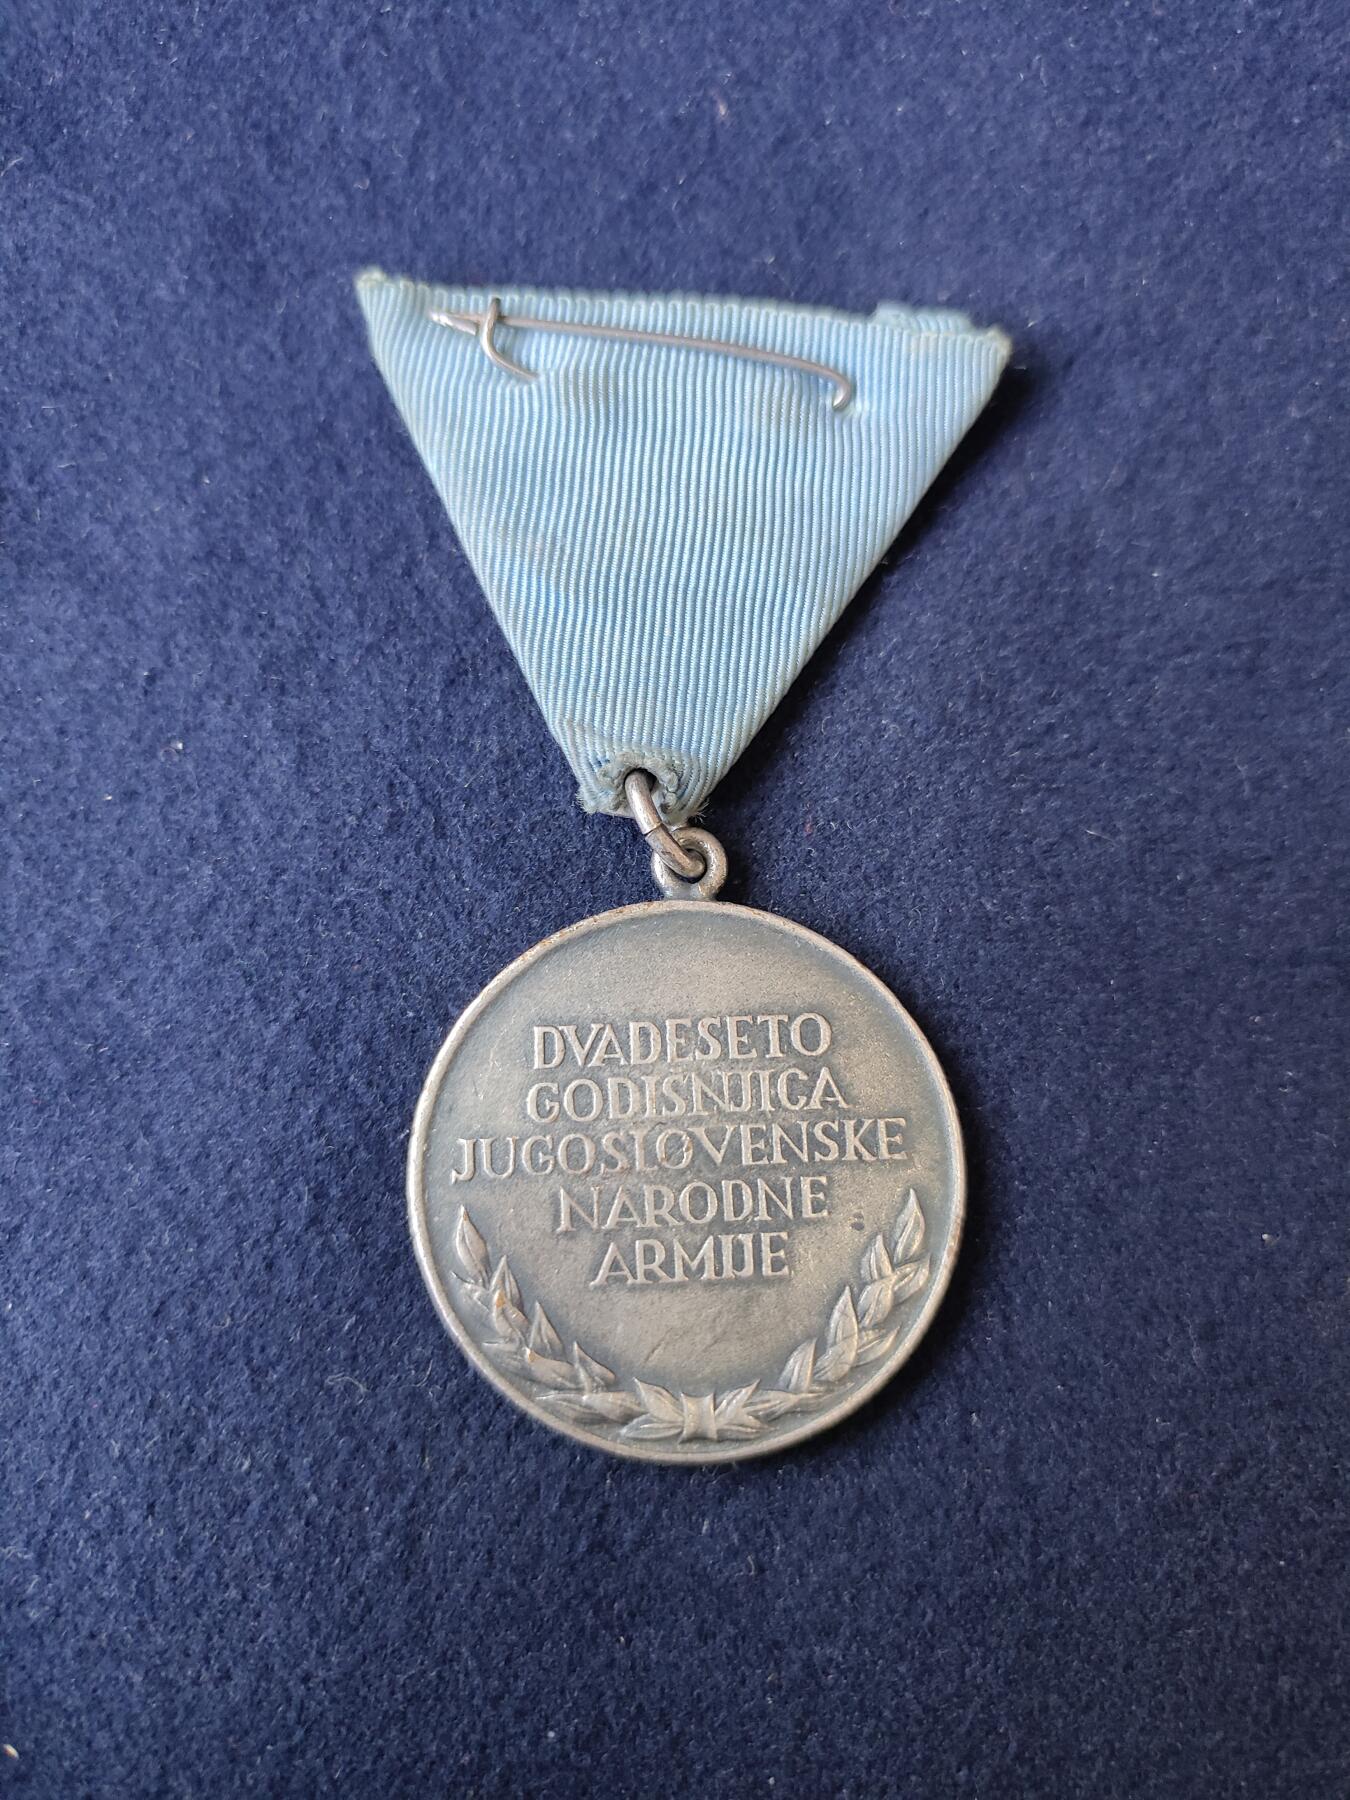 DVADESETO
GODISNJICA
JUGOSLOVENSKE
NARODNE
ARMIJE